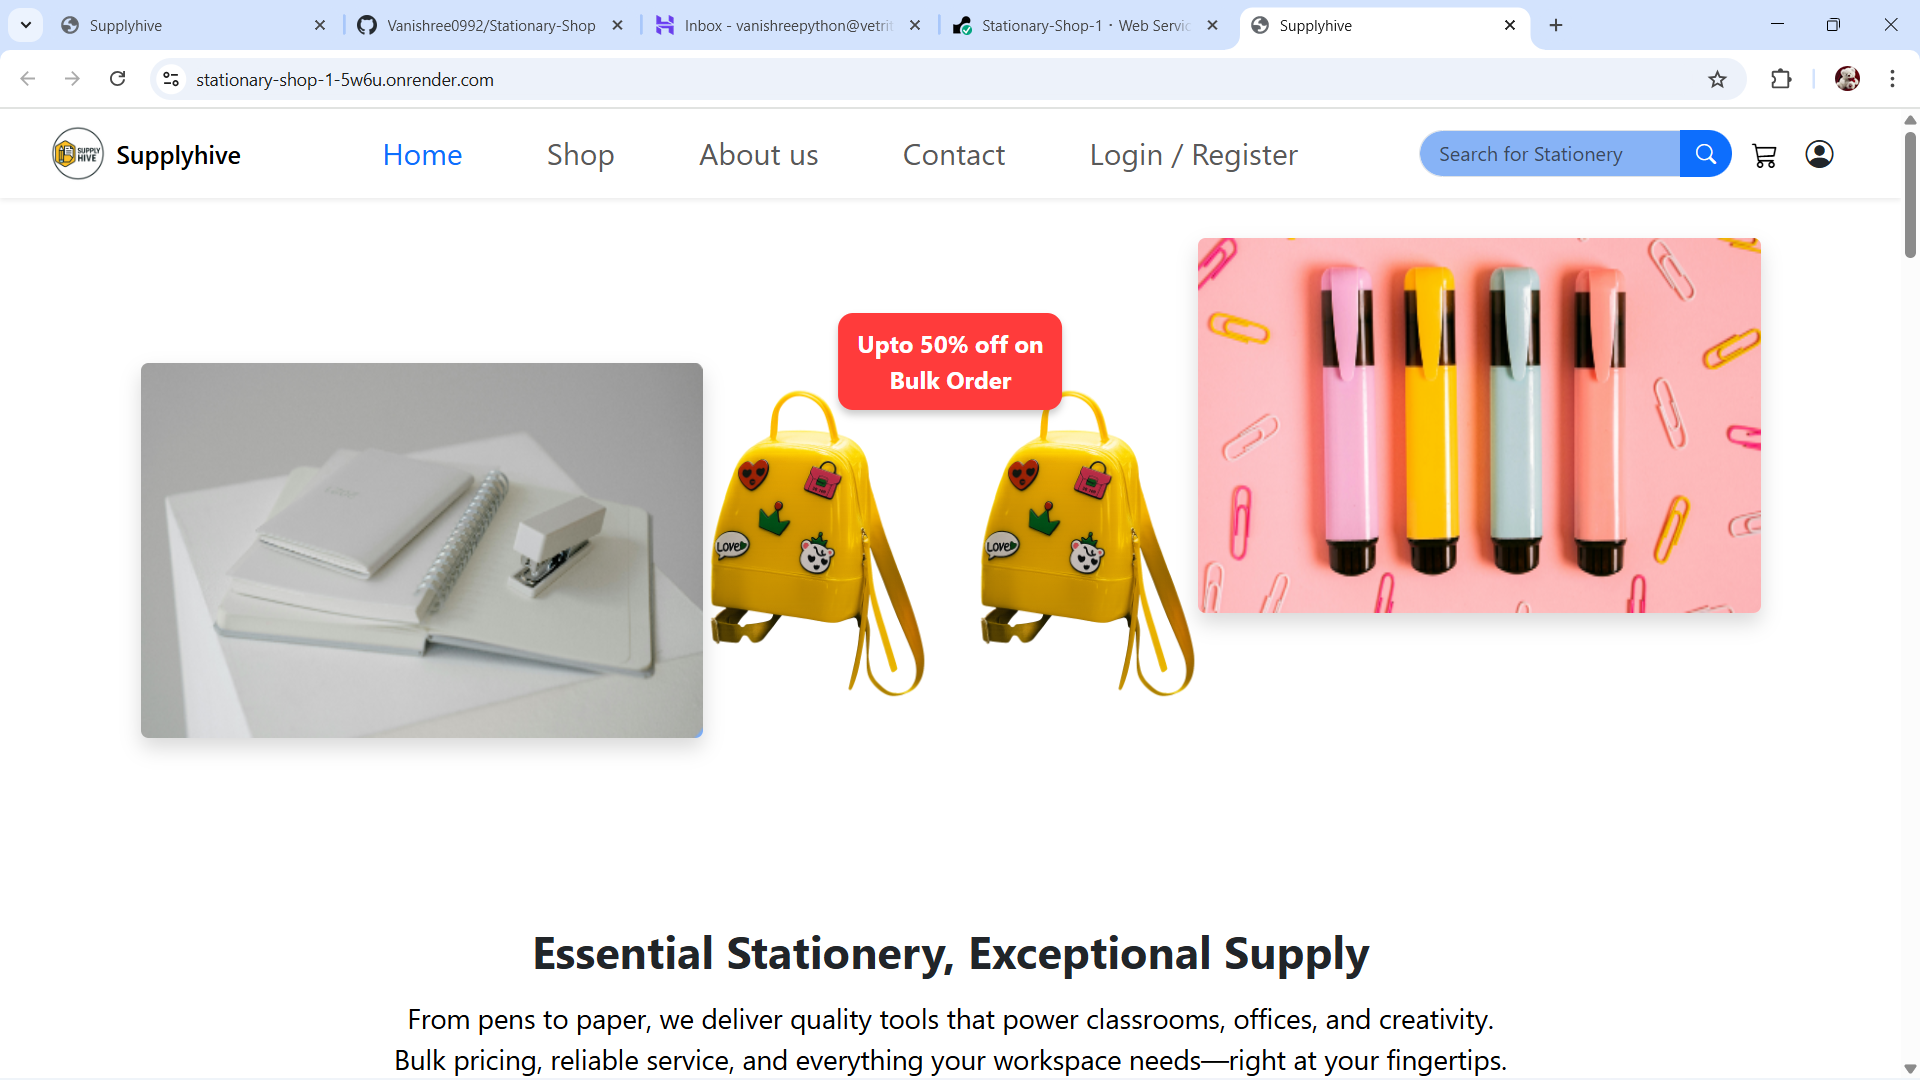 Supplyhive
Vanishree0992/Stationary-Shop
Inbox - vanishreepython@vetrit
Stationary-Shop-1 · Web Servic
Supplyhive
stationary-shop-1-5w6u.onrender.com
SUPPLY
HIVE
Supplyhive
Home
Shop
About us
Contact
Login / Register
Search for Stationery
Upto 50% off on
Bulk Order
LOVE
LOVE
Essential Stationery, Exceptional Supply
From pens to paper, we deliver quality tools that power classrooms, offices, and creativity.
Bulk pricing, reliable service, and everything your workspace needs—right at your fingertips.